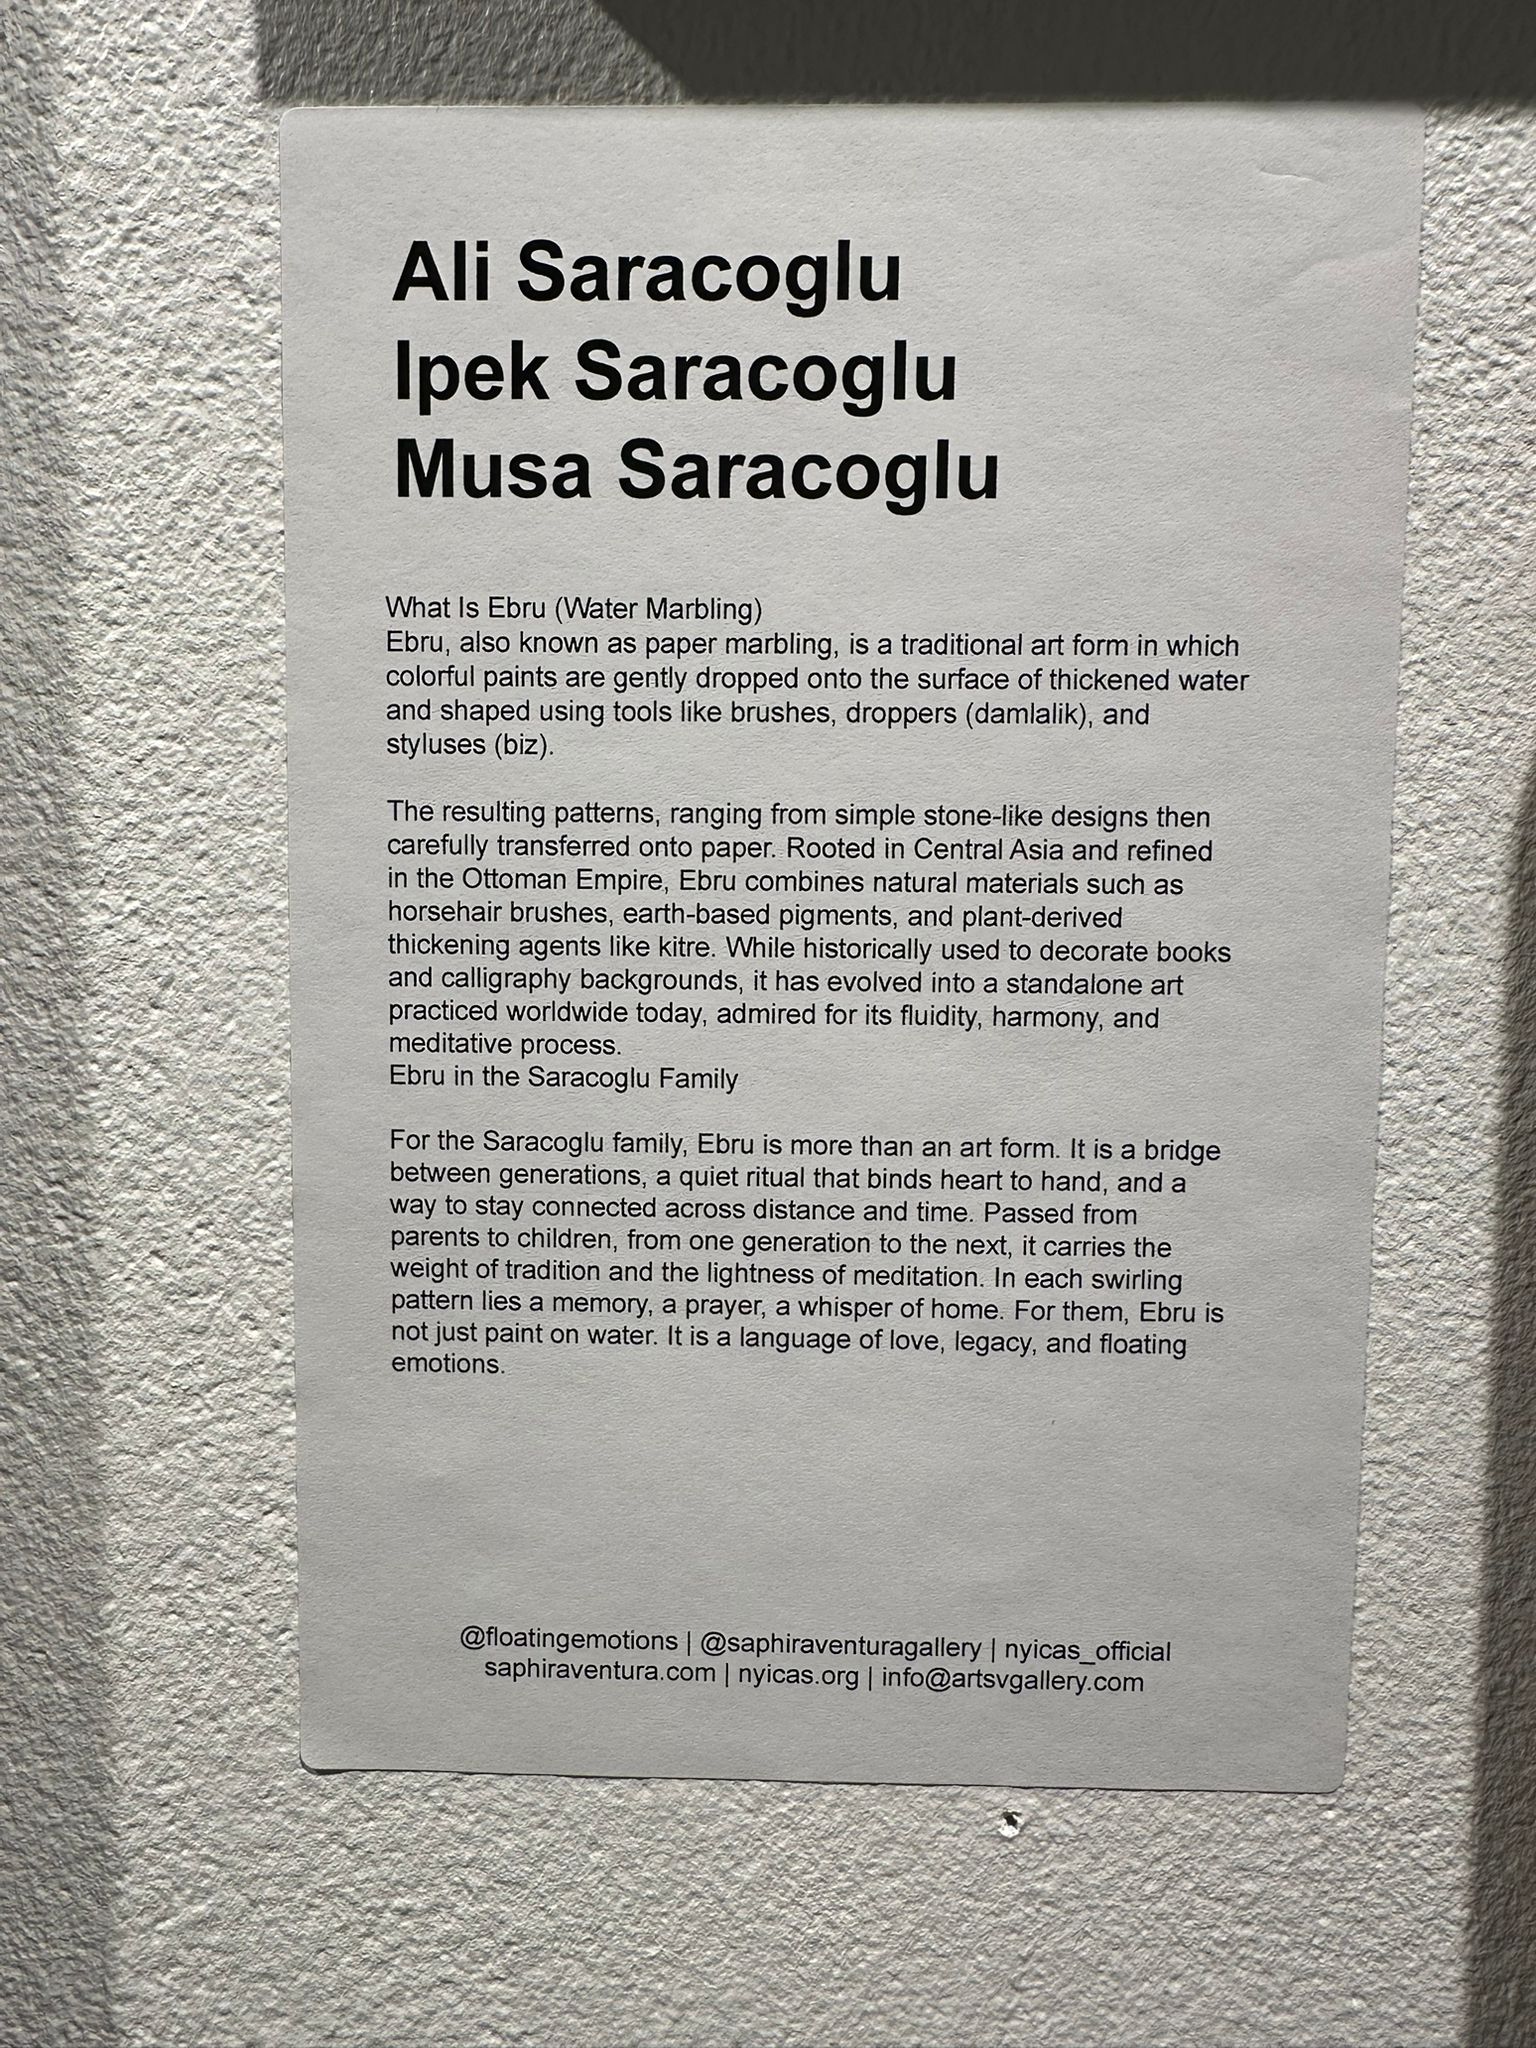 Ali Saracoglu
Ipek Saracoglu
Musa Saracoglu
What Is Ebru (Water Marbling)
Ebru, also known as paper marbling, is a traditional art form in which
colorful paints are gently dropped onto the surface of thickened water
and shaped using tools like brushes, droppers (damlalik), and
styluses (biz).
The resulting patterns, ranging from simple stone-like designs then
carefully transferred onto paper. Rooted in Central Asia and refined
in the Ottoman Empire, Ebru combines natural materials such as
horsehair brushes, earth-based pigments, and plant-derived
thickening agents like kitre. While historically used to decorate books
and calligraphy backgrounds, it has evolved into a standalone art
practiced worldwide today, admired for its fluidity, harmony, and
meditative process.
Ebru in the Saracoglu Family
For the Saracoglu family, Ebru is more than an art form. It is a bridge
between generations, a quiet ritual that binds heart to hand, and a
way to stay connected across distance and time. Passed from
parents to children, from one generation to the next, it carries the
weight of tradition and the lightness of meditation. In each swirling
pattern lies a memory, a prayer, a whisper of home. For them, Ebru is
not just paint on water. It is a language of love, legacy, and floating
emotions.
@floatingemotions | @saphiraventuragallery | nyicas_official
saphiraventura.com | nyicas.org | info@artsvgallery.com